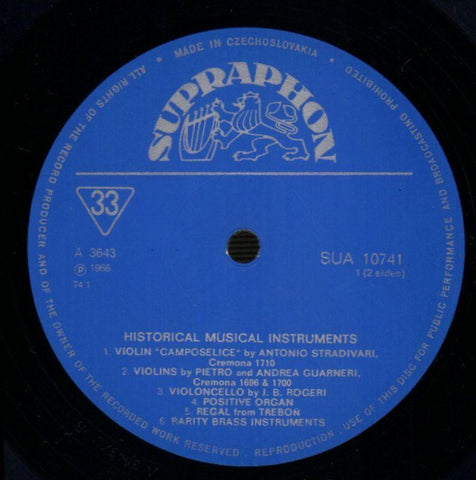 • MADE IN CZECHOSLOVAKIA •
SUPRAPHON
33
A 3643
Ⓟ 1966
T4 1
SUA 10741
1 (2 sides)
HISTORICAL MUSICAL INSTRUMENTS
1. VIOLIN "CAMPOSELICE" by ANTONIO STRADIVARI,
Cremona 1710
2. VIOLINS by PIETRO and ANDREA GUARNERI,
Cremona 1686 & 1700
3. VIOLONCELLO by J. B. ROGERI
4. POSITIVE ORGAN
5. REGAL from TREBON
6. RARITY BRASS INSTRUMENTS
ALL RIGHTS OF THE RECORD PRODUCER AND OF THE OWNER OF THE RECORDED WORK RESERVED . REPRODUCTION . USE OF THIS DISC FOR PUBLIC PERFORMANCE AND BROADCASTING PROHIBITED